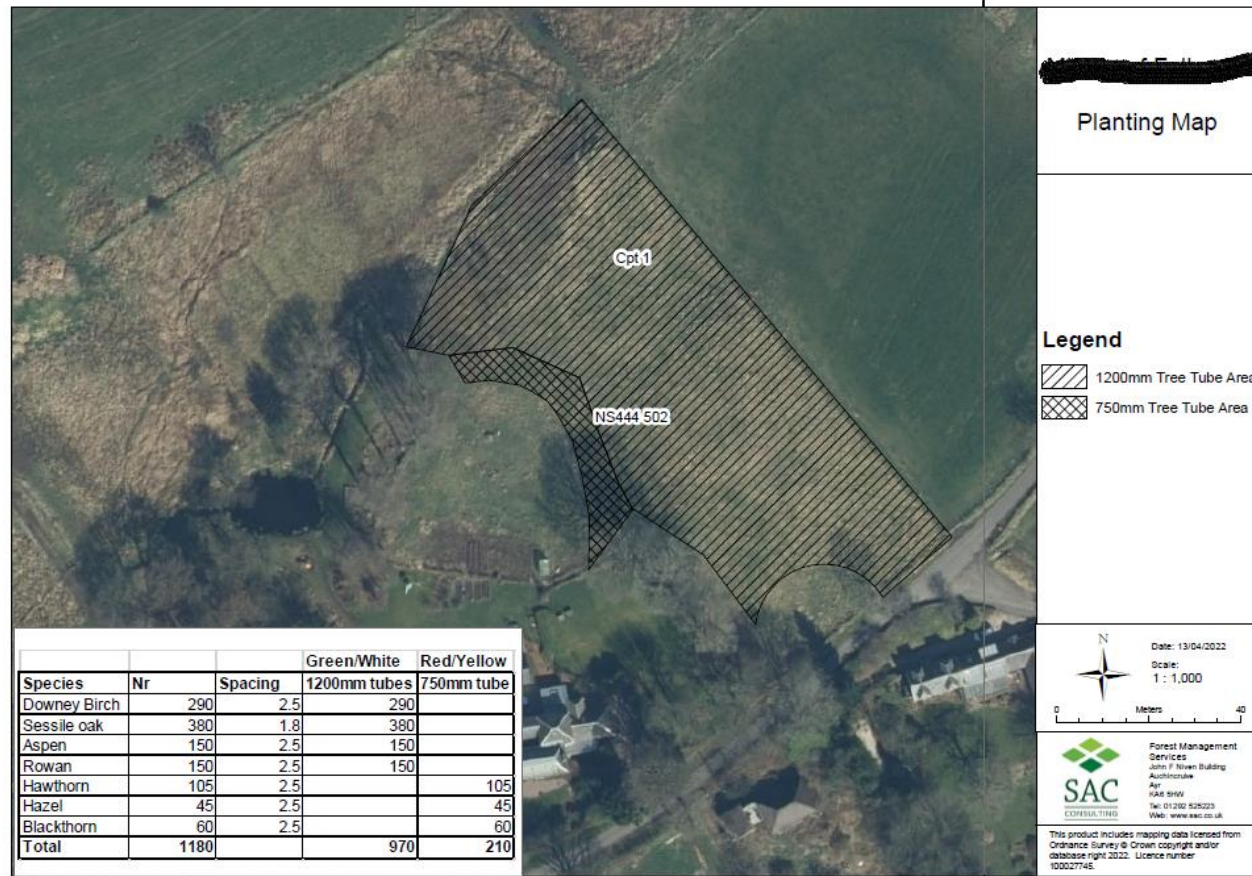 Planting Map
Cpt 1
NS444 502
Legend
1200mm Tree Tube Area
750mm Tree Tube Area
Green/White Red/Yellow
Species Nr Spacing 1200mm tubes 750mm tube
Downey Birch 290 2.5 290
Sessile oak 380 1.8 380
Aspen 150 2.5 150
Rowan 150 2.5 150
Hawthorn 105 2.5 105
Hazel 45 2.5 45
Blackthorn 60 2.5 60
Total 1180 970 210
N
Date: 13/04/2022
Scale:
1 : 1,000
Meters
0 40
SAC
CONSULTING
Forest Management
Services
John F Niven Building
Auchincruive
Ayr
KA6 5HW
Tel: 01292 525223
Web: www.sac.co.uk
This product includes mapping data licensed from
Ordnance Survey © Crown copyright and/or
database right 2022. Licence number
100027745.